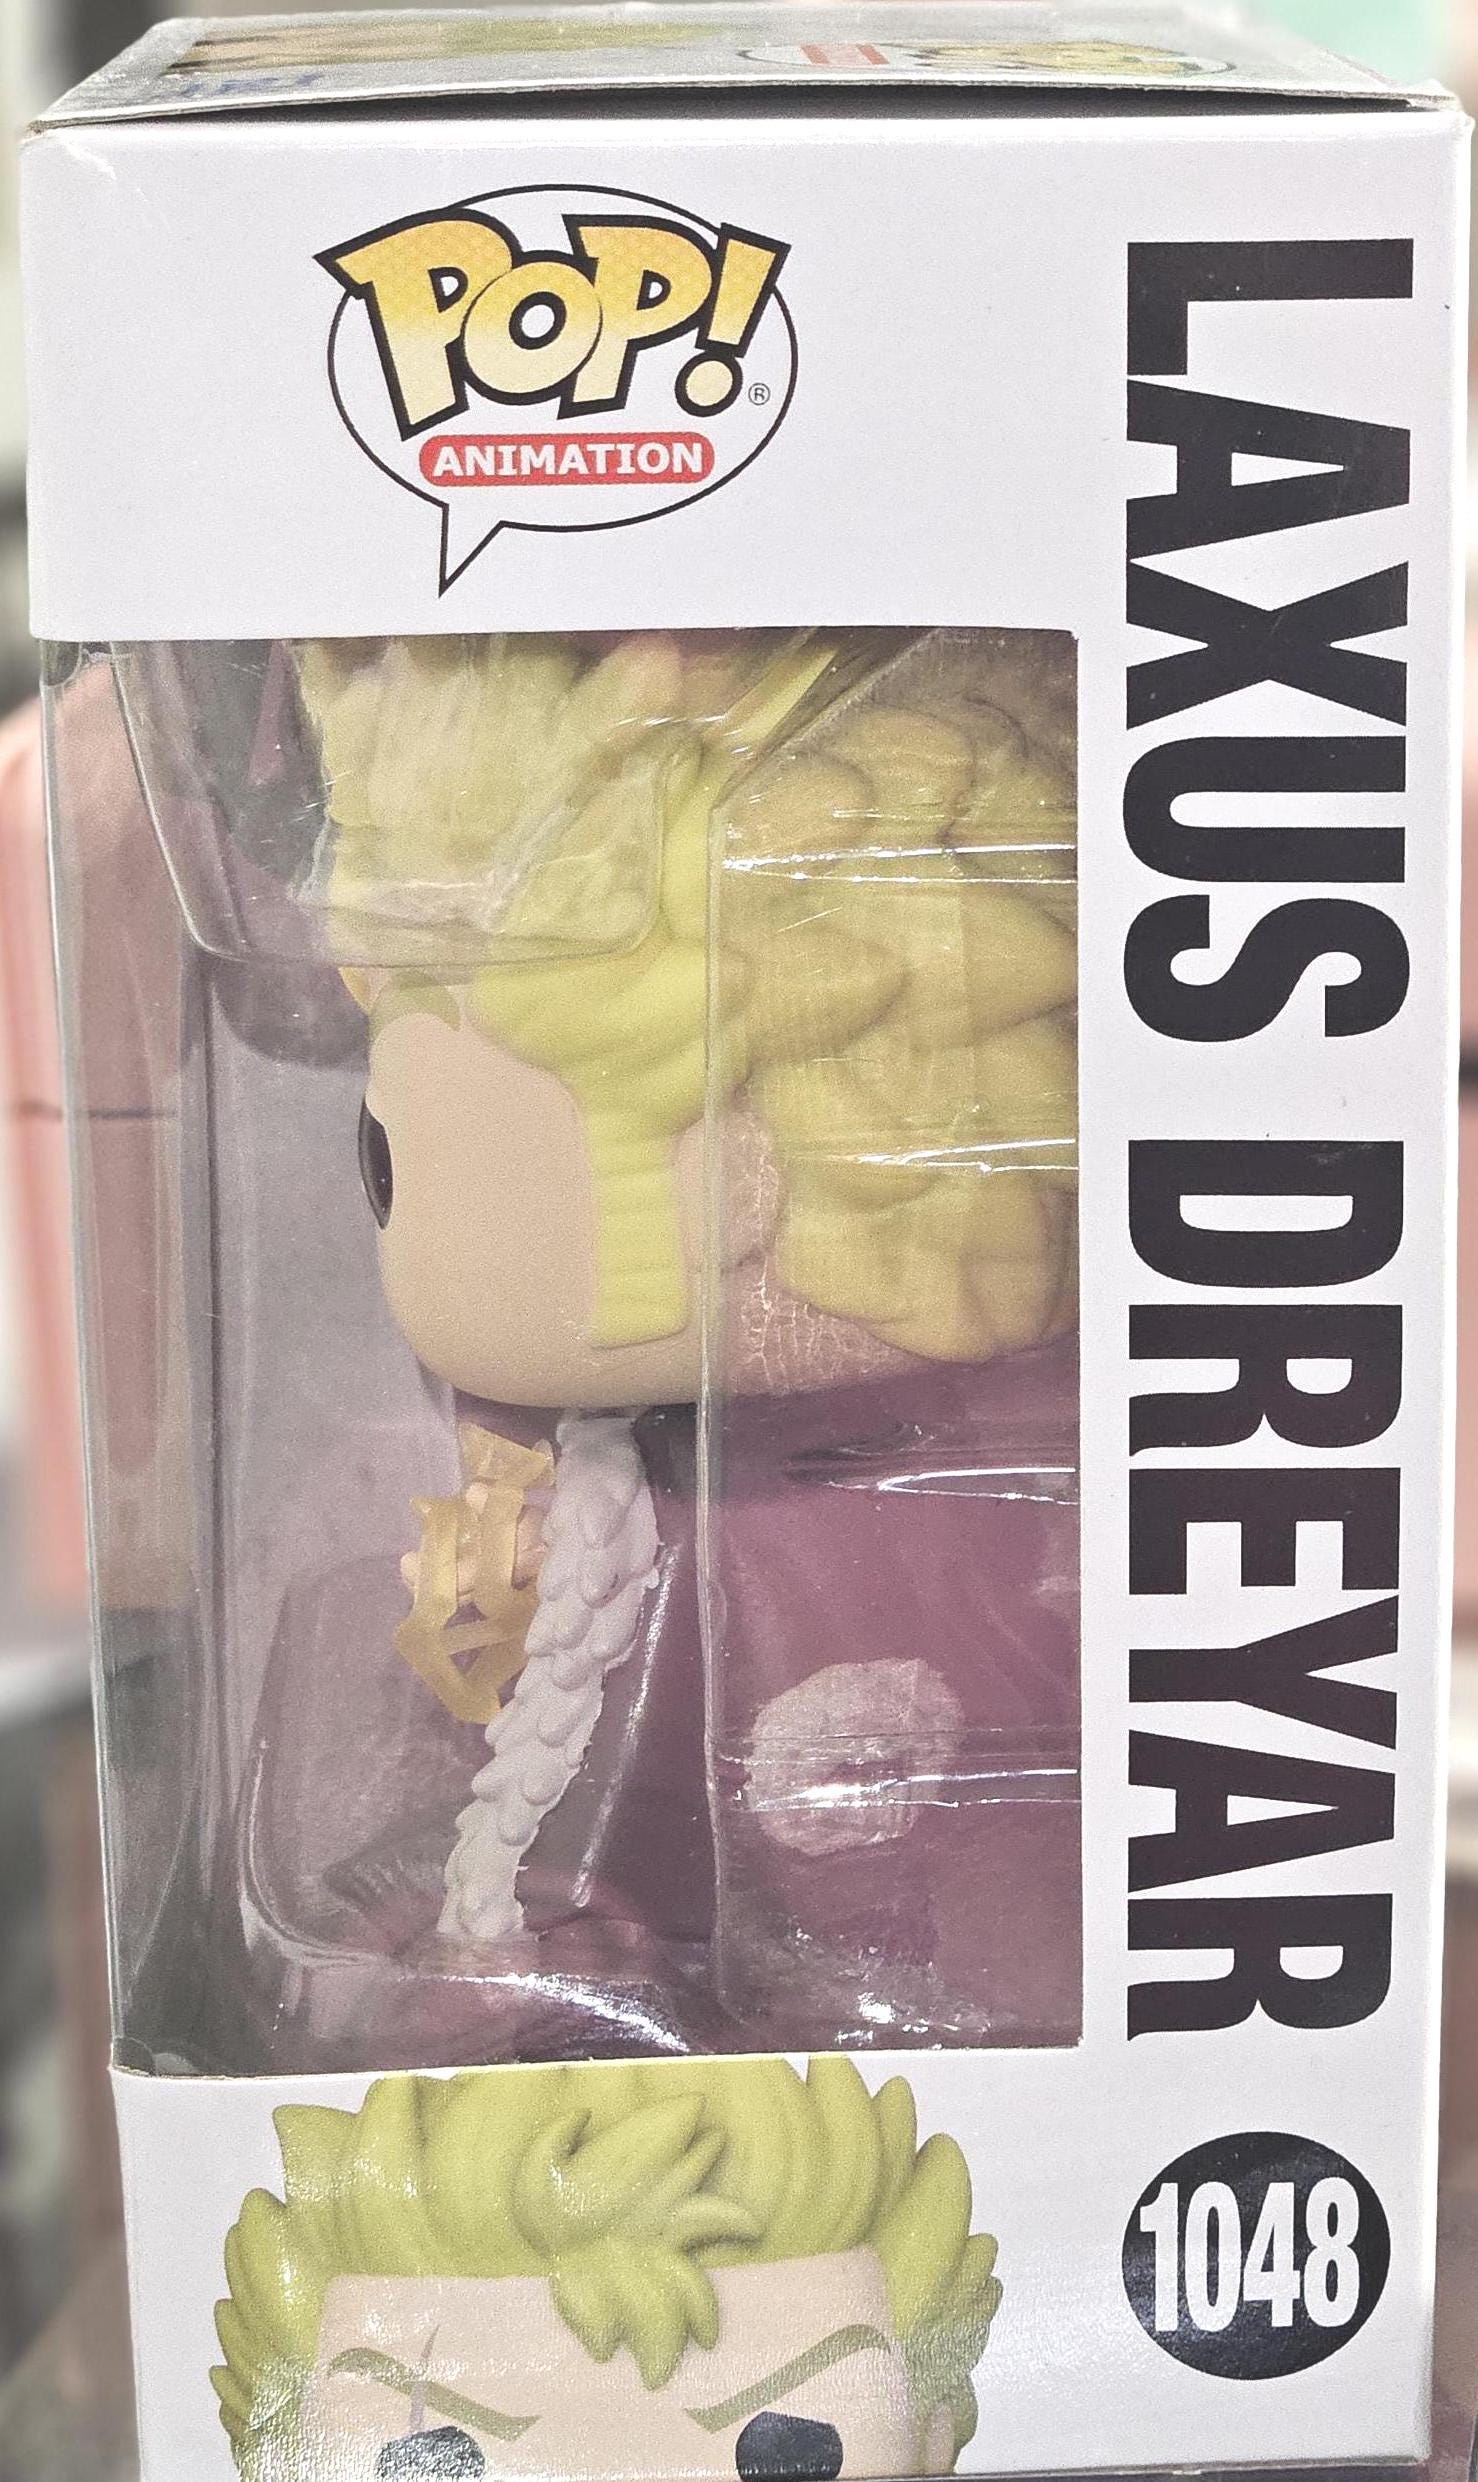 POP!®
ANIMATION
LAXUS DREYAR
1048